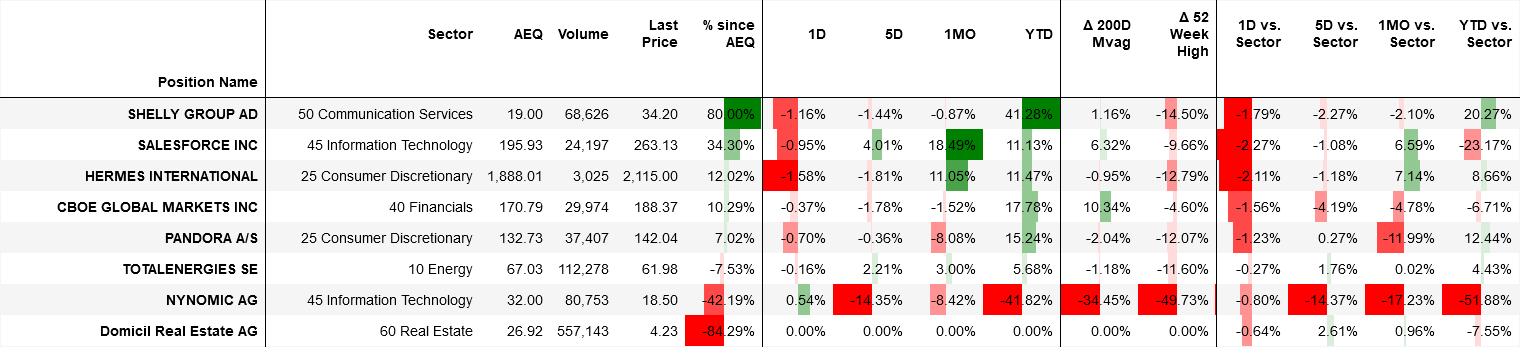 Position Name Sector AEQ Volume Last Price % since AEQ 1D 5D 1MO YTD Δ 200D Mvag Δ 52 Week High 1D vs. Sector 5D vs. Sector 1MO vs. Sector YTD vs. Sector
SHELLY GROUP AD 50 Communication Services 19.00 68,626 34.20 80.00% -1.16% -1.44% -0.87% 41.28% 1.16% -14.50% -1.79% -2.27% -2.10% 20.27%
SALESFORCE INC 45 Information Technology 195.93 24,197 263.13 34.30% -0.95% 4.01% 18.49% 11.13% 6.32% -9.66% -2.27% -1.08% 6.59% -23.17%
HERMES INTERNATIONAL 25 Consumer Discretionary 1,888.01 3,025 2,115.00 12.02% -1.58% -1.81% 11.05% 11.47% -0.95% -12.79% -2.11% -1.18% 7.14% 8.66%
CBOE GLOBAL MARKETS INC 40 Financials 170.79 29,974 188.37 10.29% -0.37% -1.78% -1.52% 17.78% 10.34% -4.60% -1.56% -4.19% -4.78% -6.71%
PANDORA A/S 25 Consumer Discretionary 132.73 37,407 142.04 7.02% -0.70% -0.36% -8.08% 15.24% -2.04% -12.07% -1.23% 0.27% -11.99% 12.44%
TOTALENERGIES SE 10 Energy 67.03 112,278 61.98 -7.53% -0.16% 2.21% 3.00% 5.68% -1.18% -11.60% -0.27% 1.76% 0.02% 4.43%
NYNOMIC AG 45 Information Technology 32.00 80,753 18.50 -42.19% 0.54% -14.35% -8.42% -41.82% -34.45% -49.73% -0.80% -14.37% -17.23% -51.88%
Domicil Real Estate AG 60 Real Estate 26.92 557,143 4.23 -84.29% 0.00% 0.00% 0.00% 0.00% 0.00% 0.00% -0.64% 2.61% 0.96% -7.55%